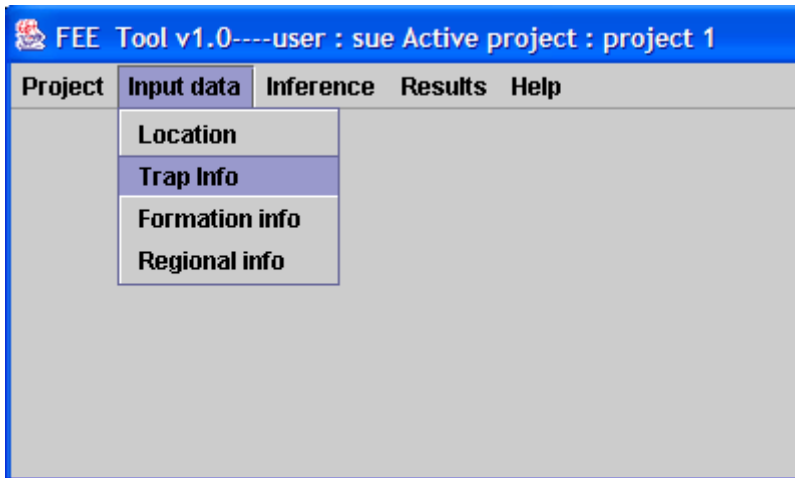 FEE Tool v1.0----user : sue Active project : project 1
Project Input data Inference Results Help
Location
Trap Info
Formation info
Regional info